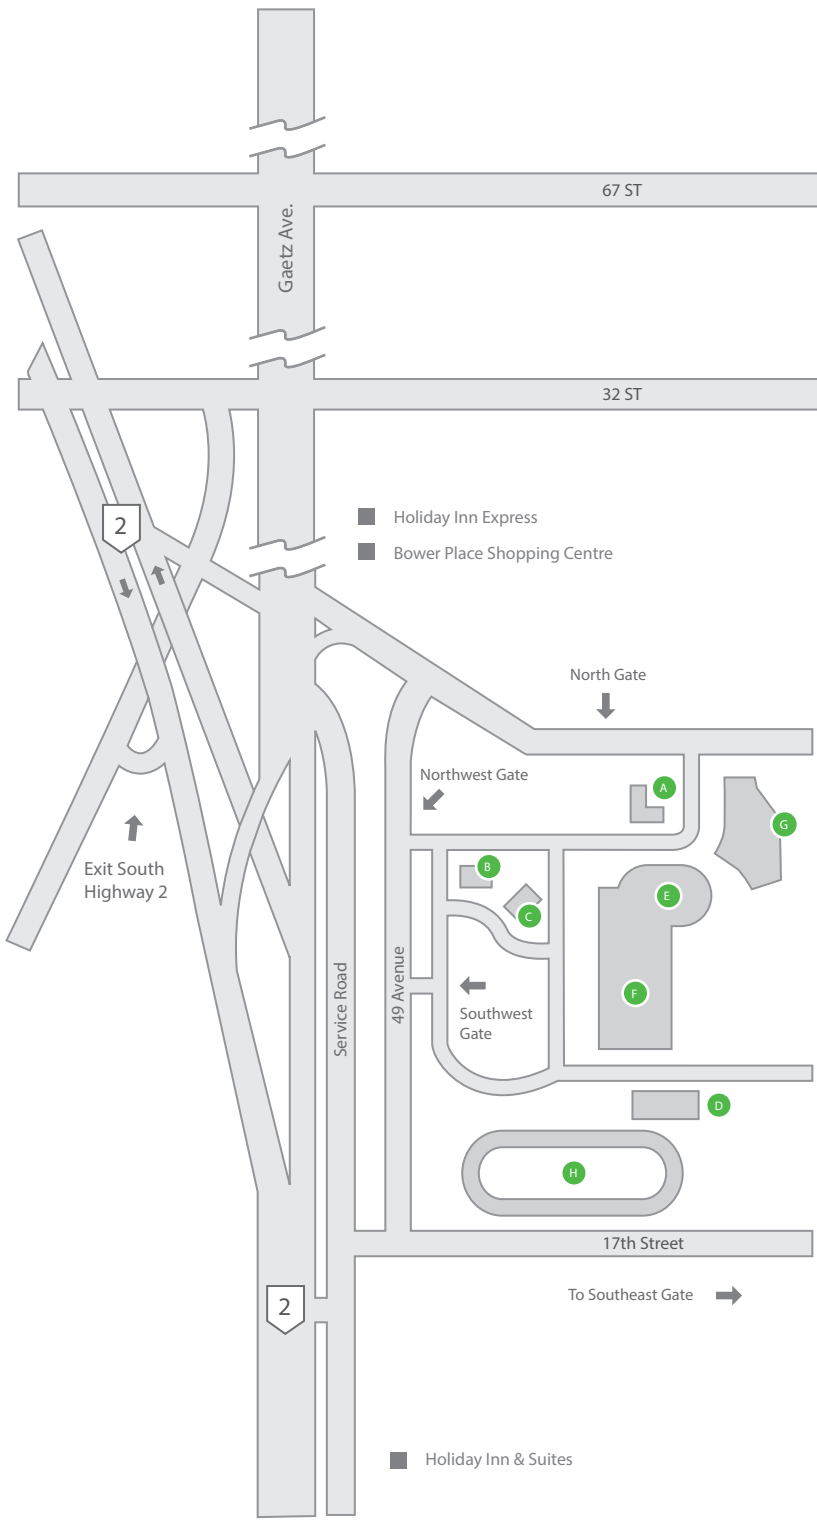 67 ST
Gaetz Ave.
32 ST
2
Holiday Inn Express
Bower Place Shopping Centre
North Gate
Northwest Gate
A
G
B
E
C
Exit South
Highway 2
Service Road
49 Avenue
F
Southwest
Gate
D
H
17th Street
To Southeast Gate
2
Holiday Inn & Suites